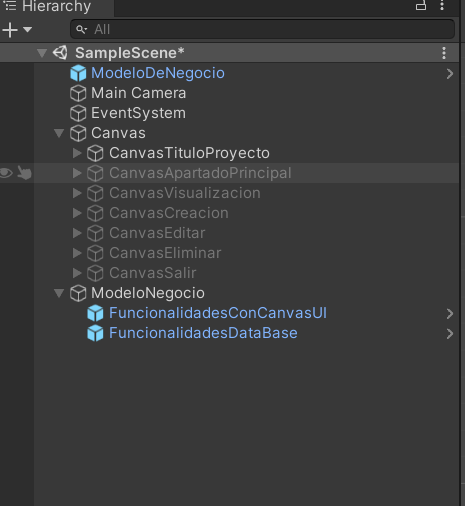 Hierarchy
All
SampleScene*
ModeloDeNegocio
Main Camera
EventSystem
Canvas
CanvasTituloProyecto
CanvasApartadoPrincipal
CanvasVisualizacion
CanvasCreacion
CanvasEditar
CanvasEliminar
CanvasSalir
ModeloNegocio
FuncionalidadesConCanvasUI
FuncionalidadesDataBase